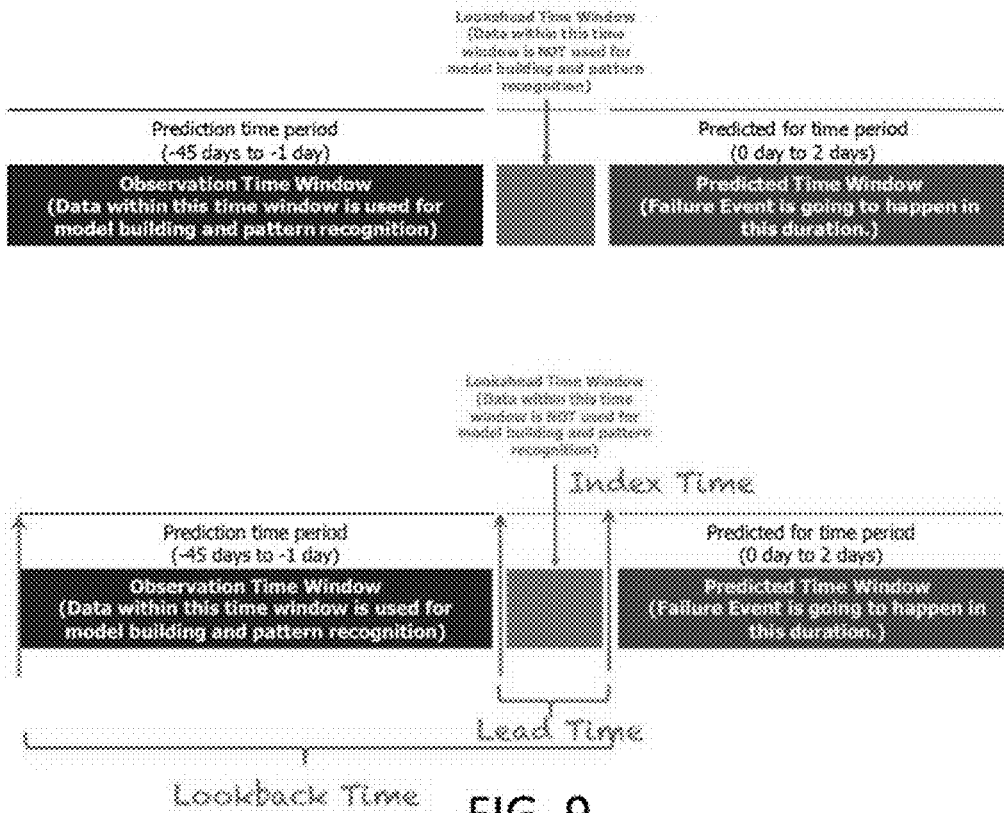 Lookahead Time Window
(Data within this time
window is NOT used for
model building and pattern
recognition)
Prediction time period
(-45 days to -1 day)
Predicted for time period
(0 day to 2 days)
Observation Time Window
(Data within this time window is used for
model building and pattern recognition)
Predicted Time Window
(Failure Event is going to happen in
this duration.)
Lookahead Time Window
(Data within this time
window is NOT used for
model building and pattern
recognition)
Index Time
Prediction time period
(-45 days to -1 day)
Predicted for time period
(0 day to 2 days)
Observation Time Window
(Data within this time window is used for
model building and pattern recognition)
Predicted Time Window
(Failure Event is going to happen in
this duration.)
Lead Time
Lookback Time
FIG. 9